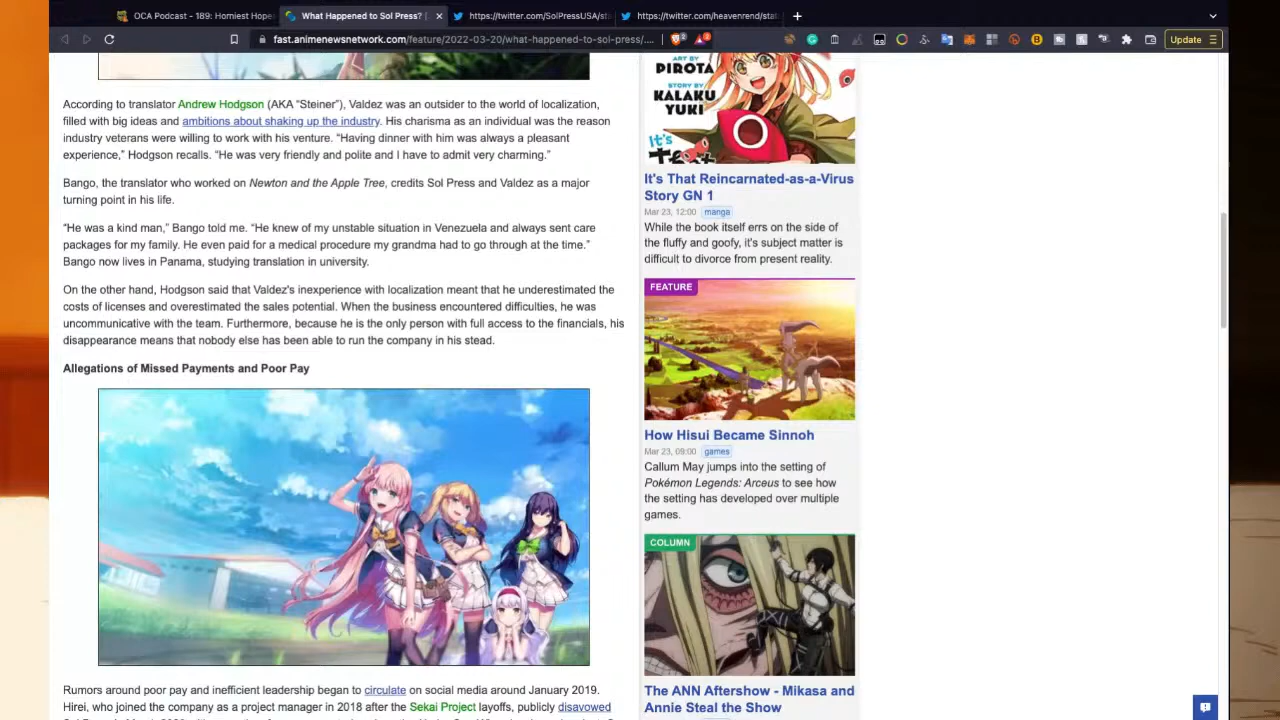 OCA Podcast - 189: Horniest Hope
What Happened to Sol Press? [
https://twitter.com/SolPressUSA/sta
https://twitter.com/heavenrend/stat
fast.animenewsnetwork.com/feature/2022-03-20/what-happened-to-sol-press/....
Update
According to translator Andrew Hodgson (AKA "Steiner"), Valdez was an outsider to the world of localization,
filled with big ideas and ambitions about shaking up the industry. His charisma as an individual was the reason
industry veterans were willing to work with his venture. "Having dinner with him was always a pleasant
experience," Hodgson recalls. "He was very friendly and polite and I have to admit very charming."
Bango, the translator who worked on Newton and the Apple Tree, credits Sol Press and Valdez as a major
turning point in his life.
"He was a kind man," Bango told me. "He knew of my unstable situation in Venezuela and always sent care
packages for my family. He even paid for a medical procedure my grandma had to go through at the time."
Bango now lives in Panama, studying translation in university.
On the other hand, Hodgson said that Valdez's inexperience with localization meant that he underestimated the
costs of licenses and overestimated the sales potential. When the business encountered difficulties, he was
uncommunicative with the team. Furthermore, because he is the only person with full access to the financials, his
disappearance means that nobody else has been able to run the company in his stead.
Allegations of Missed Payments and Poor Pay
Rumors around poor pay and inefficient leadership began to circulate on social media around January 2019.
Hirei, who joined the company as a project manager in 2018 after the Sekai Project layoffs, publicly disavowed
ART BY
PIROTA
STORY BY
KALAKU
YUKI
It's
That
It's That Reincarnated-as-a-Virus
Story GN 1
Mar 23, 12:00 manga
While the book itself errs on the side of
the fluffy and goofy, it's subject matter is
difficult to divorce from present reality.
FEATURE
How Hisui Became Sinnoh
Mar 23, 09:00 games
Callum May jumps into the setting of
Pokémon Legends: Arceus to see how
the setting has developed over multiple
games.
COLUMN
The ANN Aftershow - Mikasa and
Annie Steal the Show